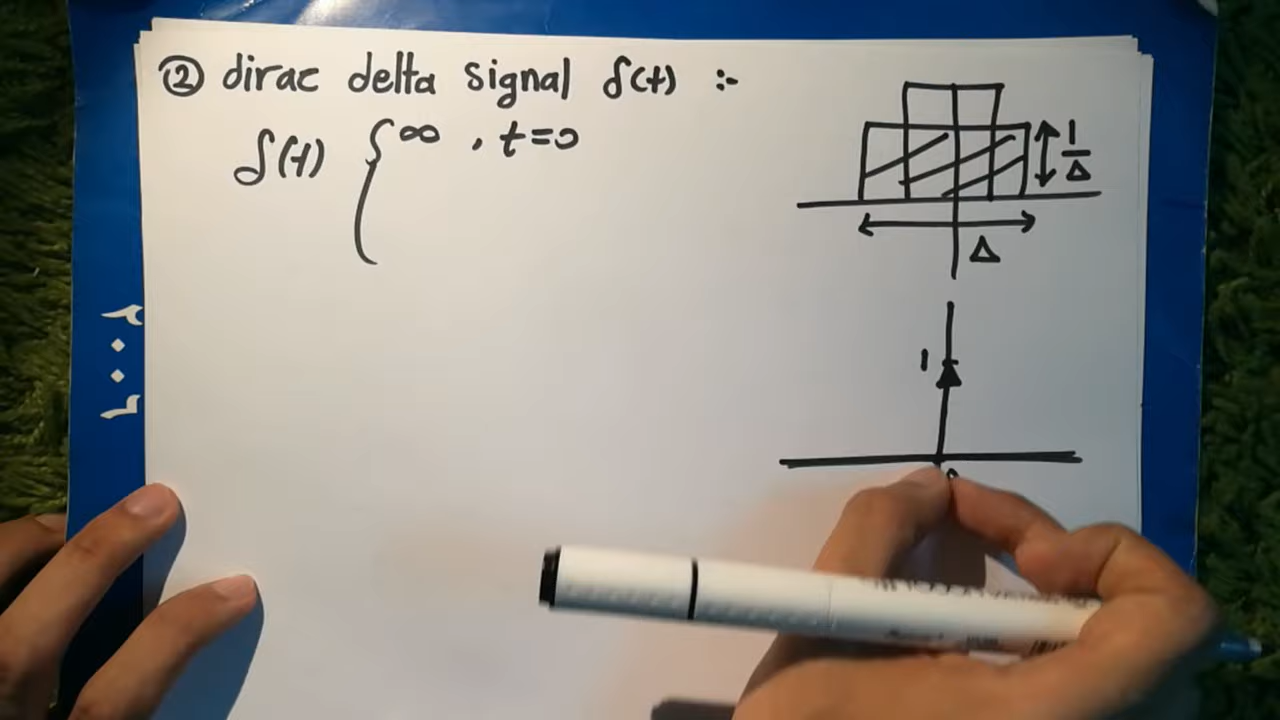 ② dirac delta signal δ(t) :-
δ(t) { ∞ , t=0
1/Δ
Δ
1